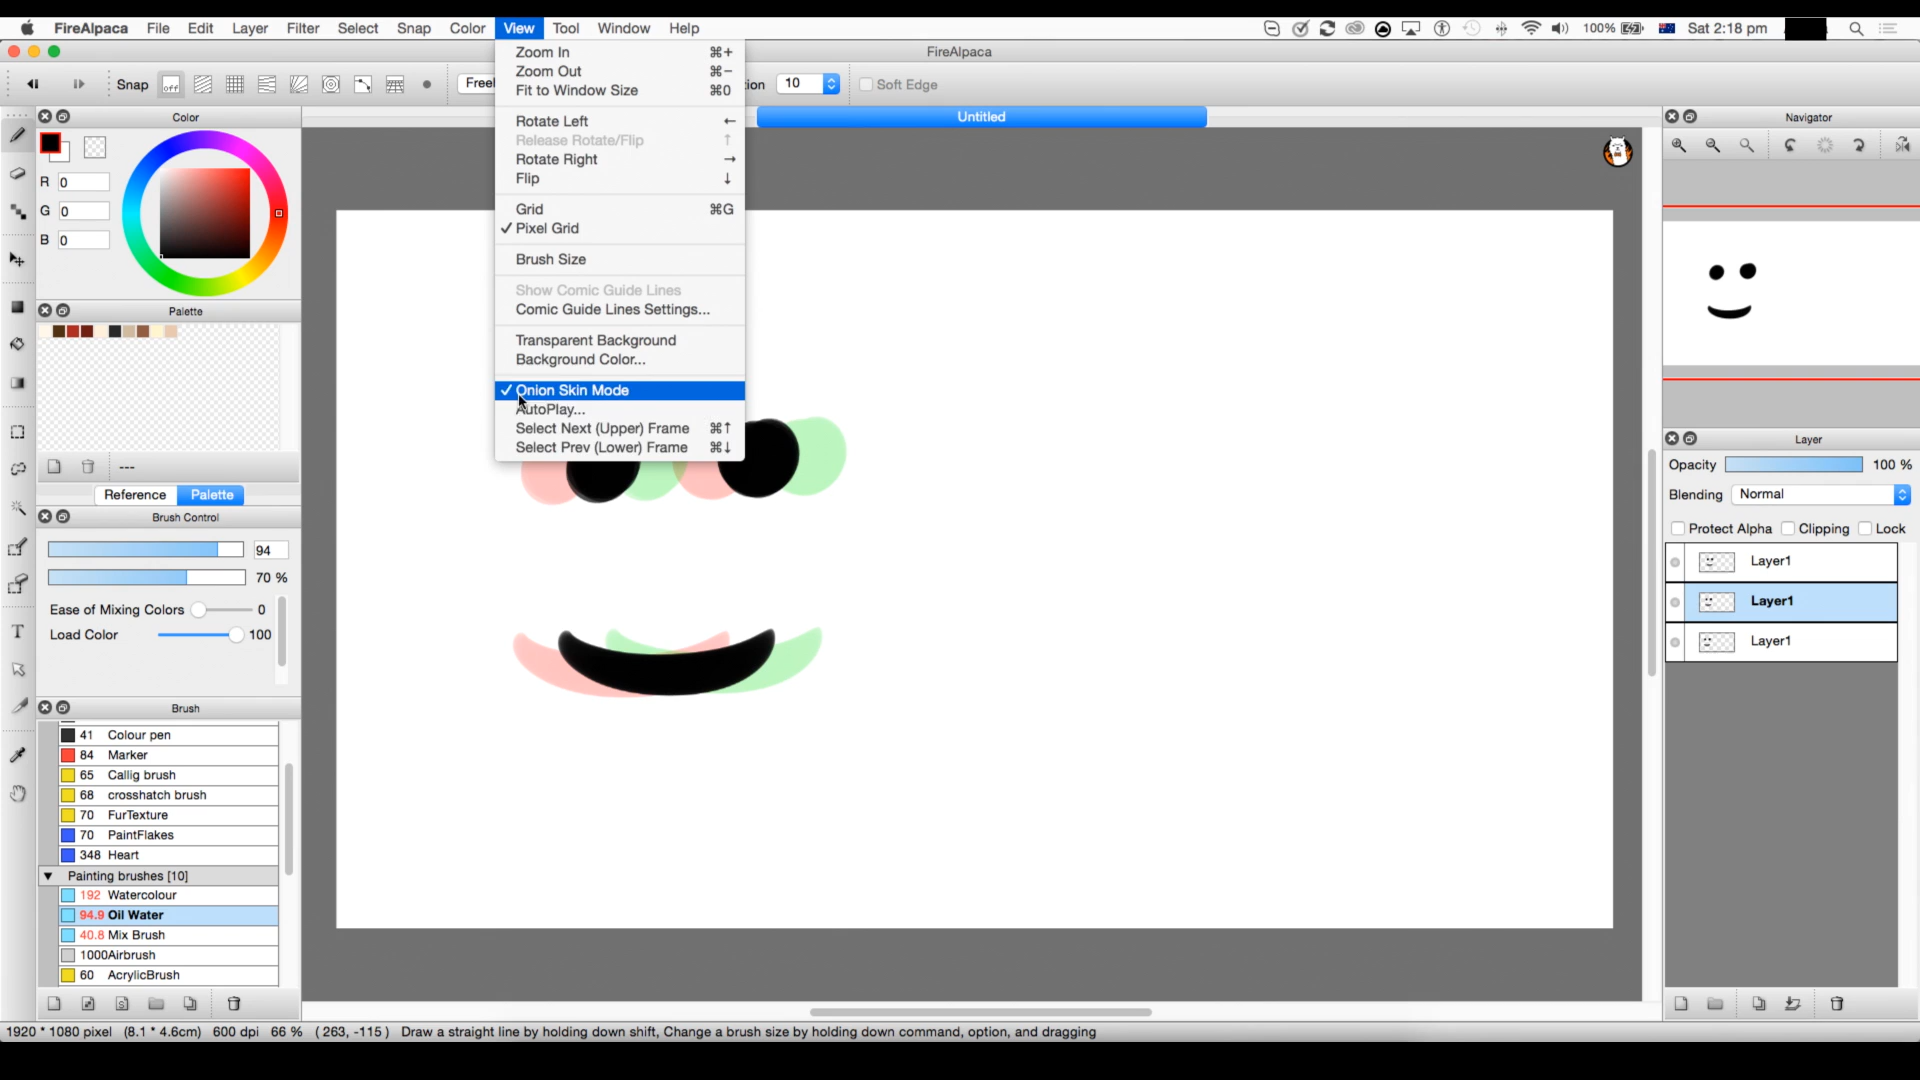 FireAlpaca File Edit Layer Filter Select Snap Color View Tool Window Help 100% Sat 2:18 pm
FireAlpaca
Snap off 10 Soft Edge
Color
R 0
G 0
B 0
Palette
---
Reference Palette
Brush Control
94
70 %
Ease of Mixing Colors 0
Load Color 100
Brush
41 Colour pen
84 Marker
65 Callig brush
68 crosshatch brush
70 FurTexture
70 PaintFlakes
348 Heart
Painting brushes [10]
192 Watercolour
94.9 Oil Water
40.8 Mix Brush
1000Airbrush
60 AcrylicBrush
Zoom In ⌘+
Zoom Out ⌘−
Fit to Window Size ⌘0
Rotate Left ←
Release Rotate/Flip ↑
Rotate Right →
Flip ↓
Grid ⌘G
✓ Pixel Grid
Brush Size
Show Comic Guide Lines
Comic Guide Lines Settings...
Transparent Background
Background Color...
✓ Onion Skin Mode
AutoPlay...
Select Next (Upper) Frame ⌘↑
Select Prev (Lower) Frame ⌘↓
Untitled
Navigator
Layer
Opacity 100 %
Blending Normal
Protect Alpha Clipping Lock
Layer1
Layer1
Layer1
1920 * 1080 pixel (8.1 * 4.6cm) 600 dpi 66 % ( 263, -115 ) Draw a straight line by holding down shift, Change a brush size by holding down command, option, and dragging